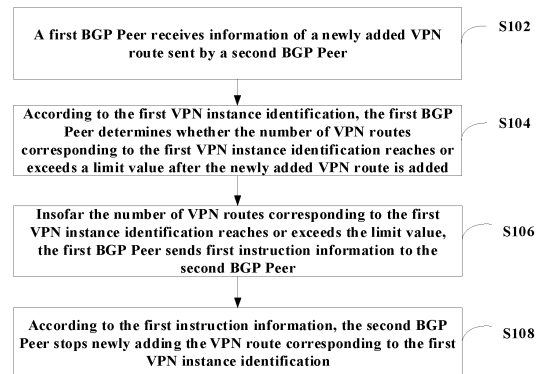 A first BGP Peer receives information of a newly added VPN
route sent by a second BGP Peer
S102
According to the first VPN instance identification, the first BGP
Peer determines whether the number of VPN routes
corresponding to the first VPN instance identification reaches or
exceeds a limit value after the newly added VPN route is added
S104
Insofar the number of VPN routes corresponding to the first
VPN instance identification reaches or exceeds the limit value,
the first BGP Peer sends first instruction information to the
second BGP Peer
S106
According to the first instruction information, the second BGP
Peer stops newly adding the VPN route corresponding to the first
VPN instance identification
S108